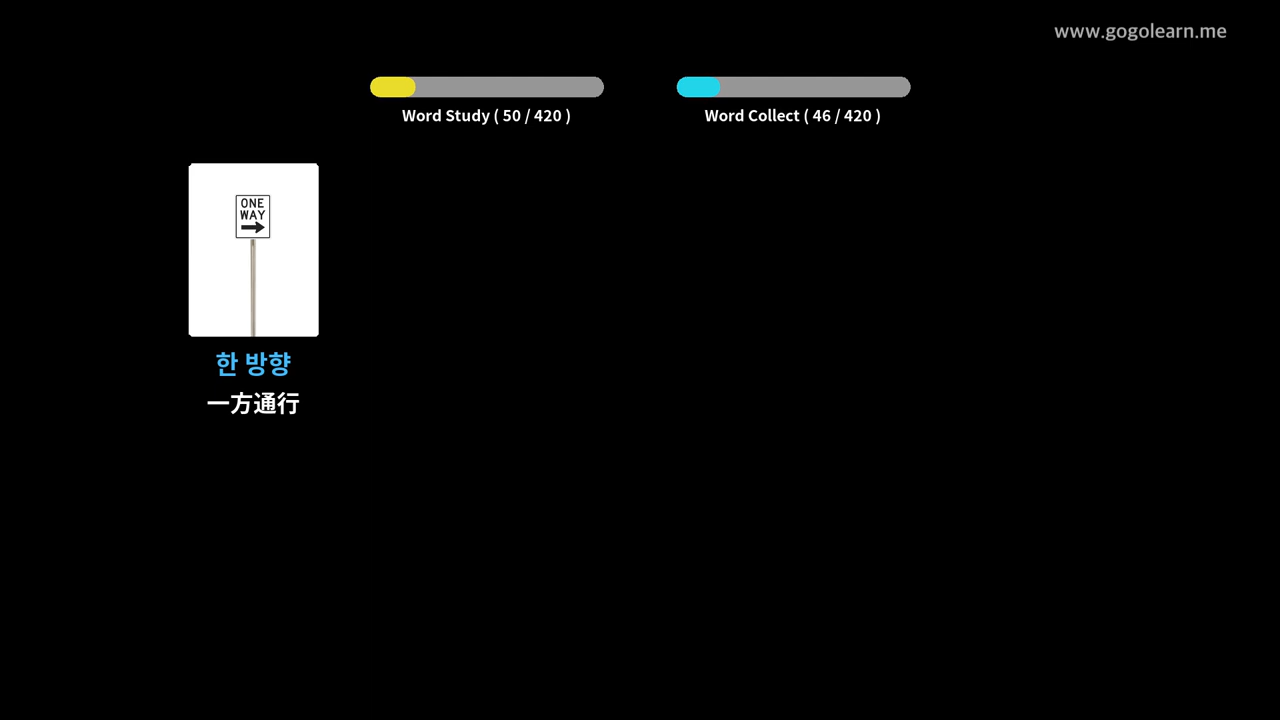 www.gogolearn.me
Word Study ( 50 / 420 )
Word Collect ( 46 / 420 )
ONE
WAY
한 방향
一方通行